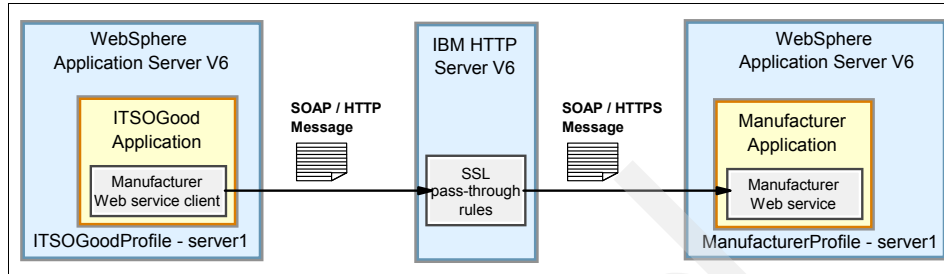 WebSphere
Application Server V6
ITSOGood
Application
Manufacturer
Web service client
ITSOGoodProfile - server1
SOAP / HTTP
Message
IBM HTTP
Server V6
SSL
pass-through
rules
SOAP / HTTPS
Message
WebSphere
Application Server V6
Manufacturer
Application
Manufacturer
Web service
ManufacturerProfile - server1